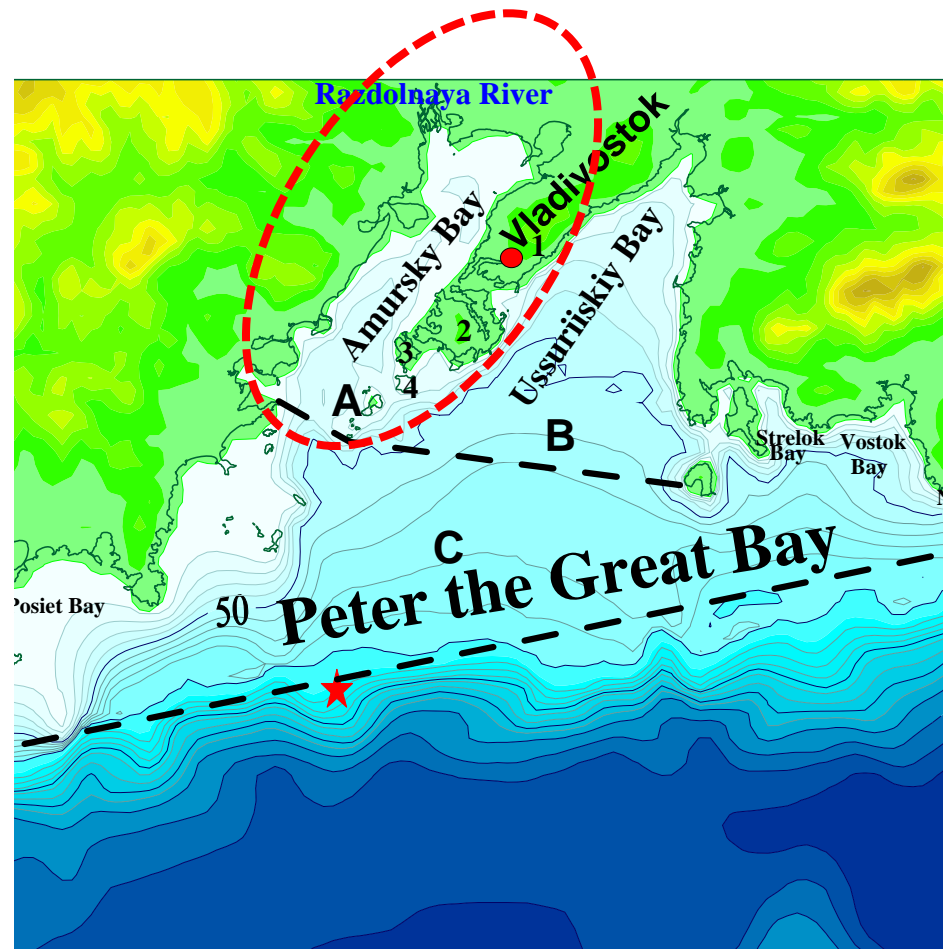 Razdolnaya River
Vladivostok
1
Amursky Bay
Ussuriiskiy Bay
2
3
4
A
B
Strelok
Bay
Vostok
Bay
C
Peter the Great Bay
50
Posiet Bay